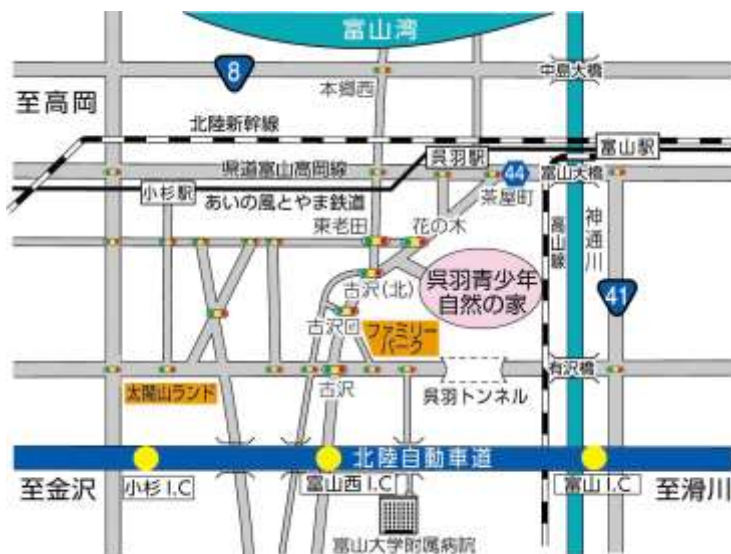 富山湾
8
中島大橋
本郷西
至高岡
北陸新幹線
呉羽駅
富山駅
県道富山高岡線
44
富山大橋
小杉駅
あいの風とやま鉄道
茶屋町
東老田
花の木
高山線
神通川
古沢(北)
呉羽青少年
自然の家
41
古沢
ファミリー
パーク
太閤山ランド
古沢
呉羽トンネル
有沢橋
北陸自動車道
至金沢
小杉 I.C
富山西 I.C
富山 I.C
至滑川
富山大学附属病院